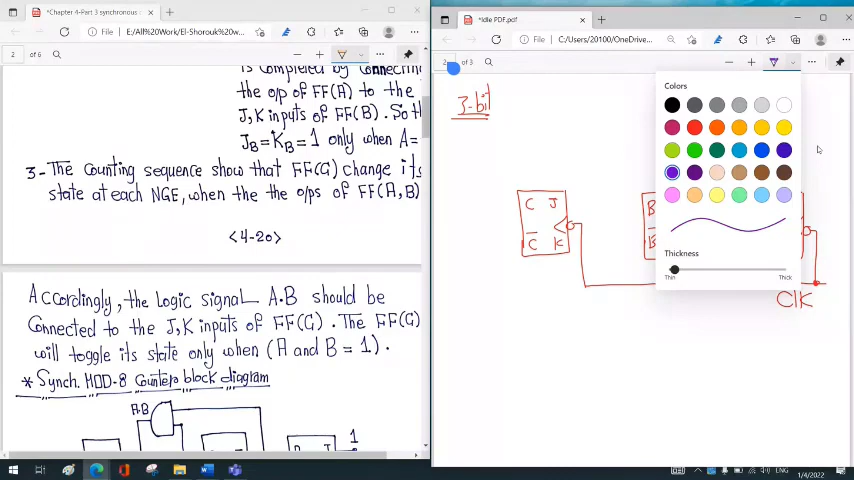 *Chapter 4-Part 3 synchronous
*Idle PDF.pdf
File
E:/All%20Work/El-Shorouk%20w...
File
C:/Users/20100/OneDrive...
2
of 6
2
of 3
is completed by connecting
the o/p of FF(A) to the
J,K inputs of FF(B). So th
JB=KB=1 only when A=
3- The Counting sequence show that FF(C) change its
state at each NGE, when the the o/ps of FF(A,B)
<4-20>
Accordingly, the Logic signal A.B should be
Connected to the J,K inputs of FF(C). The FF(C)
will toggle its state only when (A and B = 1).
* Synch. MOD-8 Counters block diagram
A.B
1
J
3-bit
C J
C̅ K
B
B̅
CLK
Colors
Thickness
Thin
Thick
ENG
1/4/2022